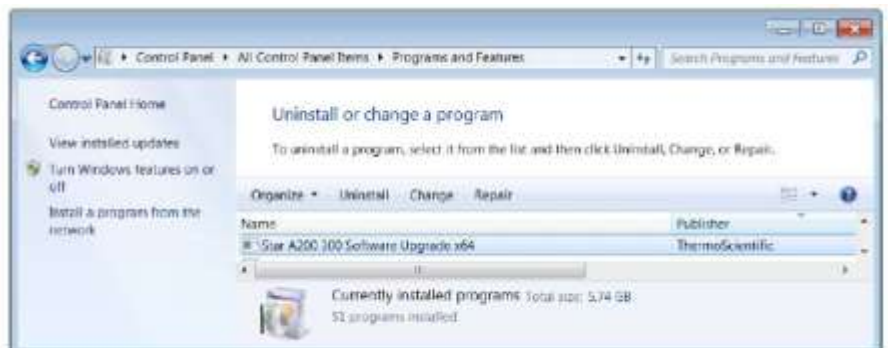 Control Panel ▸ All Control Panel Items ▸ Programs and Features
Search Programs and Features
Control Panel Home
View installed updates
Turn Windows features on or
off
Install a program from the
network
Uninstall or change a program
To uninstall a program, select it from the list and then click Uninstall, Change, or Repair.
Organize Uninstall Change Repair
Name Publisher
Star A200 300 Software Upgrade x64 ThermoScientific
Currently installed programs Total size: 5.74 GB
51 programs installed